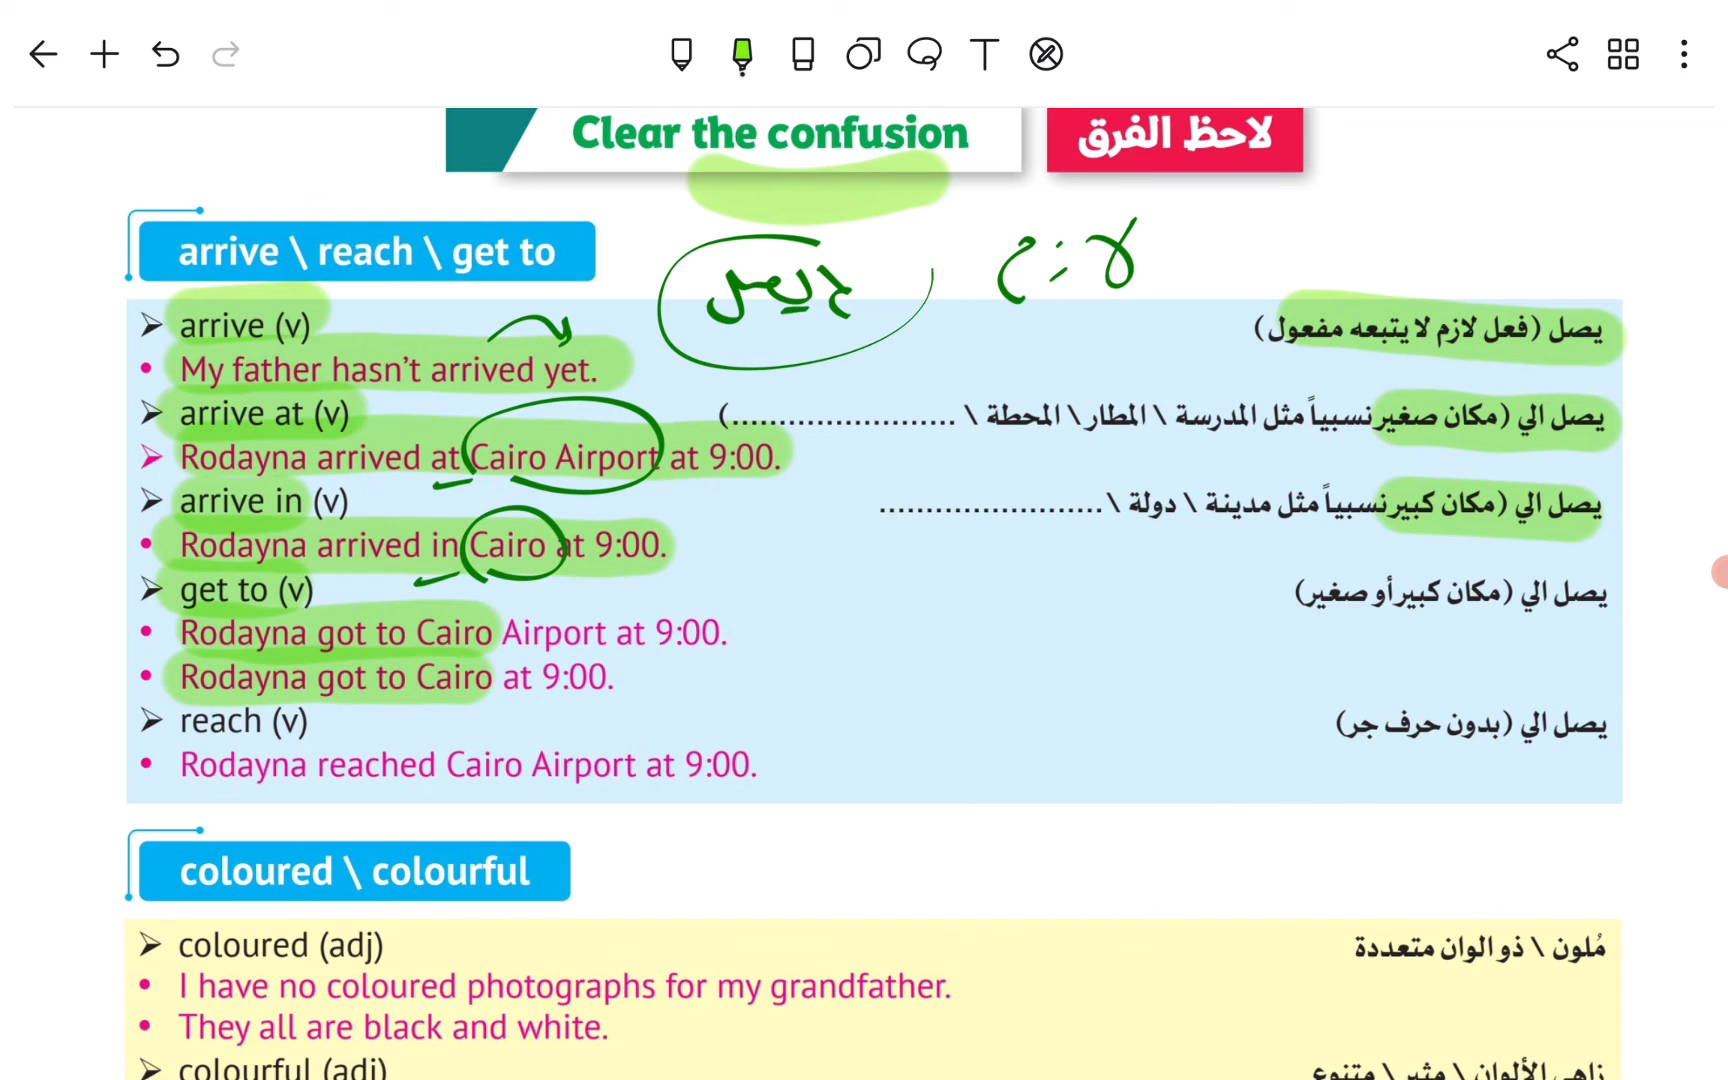 Clear the confusion
لاحظ الفرق
arrive \ reach \ get to
➤ arrive (v) يصل (فعل لازم لا يتبعه مفعول)
• My father hasn't arrived yet.
➤ arrive at (v) يصل الي (مكان صغير نسبياً مثل المدرسة \ المطار \ المحطة \ ........................)
➤ Rodayna arrived at Cairo Airport at 9:00.
➤ arrive in (v) يصل الي (مكان كبير نسبياً مثل مدينة \ دولة \ ........................
• Rodayna arrived in Cairo at 9:00.
➤ get to (v) يصل الي (مكان كبير أو صغير)
• Rodayna got to Cairo Airport at 9:00.
• Rodayna got to Cairo at 9:00.
➤ reach (v) يصل الي (بدون حرف جر)
• Rodayna reached Cairo Airport at 9:00.
coloured \ colourful
➤ coloured (adj) مُلون \ ذو الوان متعددة
• I have no coloured photographs for my grandfather.
• They all are black and white.
➤ colourful (adj) زاهي الألوان \ مثير \ متنوع